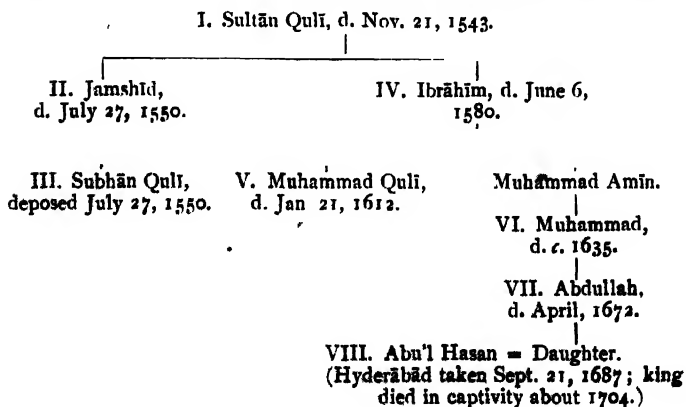 I. Sultān Qulī, d. Nov. 21, 1543.
II. Jamshīd,
d. July 27, 1550.
IV. Ibrāhīm, d. June 6,
1580.
III. Subhān Qulī,
deposed July 27, 1550.
V. Muhammad Qulī,
d. Jan 21, 1612.
Muhammad Amīn.
VI. Muhammad,
d. c. 1635.
VII. Abdullah,
d. April, 1672.
VIII. Abu'l Hasan = Daughter.
(Hyderābād taken Sept. 21, 1687; king
died in captivity about 1704.)